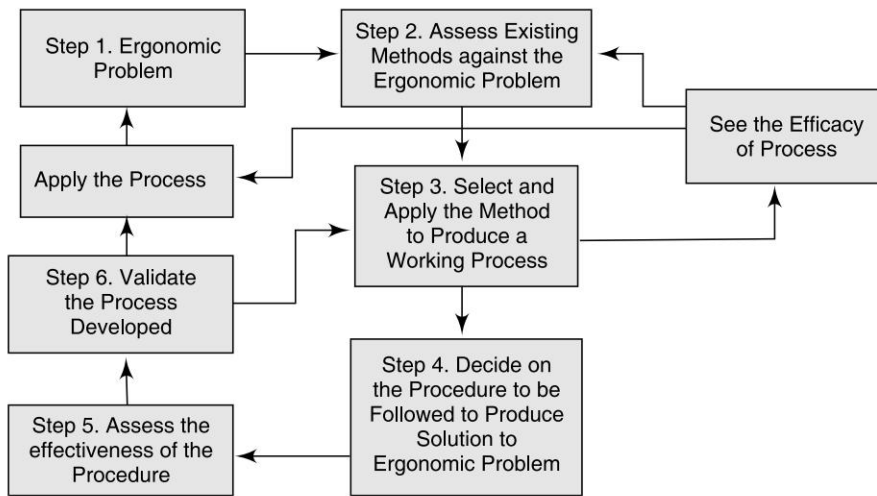 Step 1. Ergonomic
Problem
Step 2. Assess Existing
Methods against the
Ergonomic Problem
See the Efficacy
of Process
Apply the Process
Step 3. Select and
Apply the Method
to Produce a
Working Process
Step 6. Validate
the Process
Developed
Step 4. Decide on
the Procedure to be
Followed to Produce
Solution to
Ergonomic Problem
Step 5. Assess the
effectiveness of the
Procedure